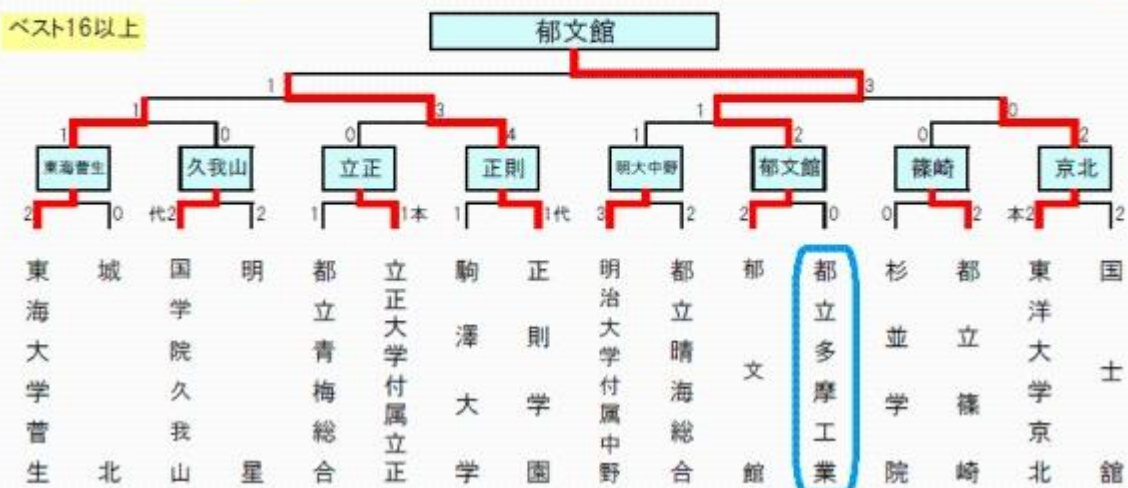 ベスト16以上
郁文館
1
3
1
3
1
0
1
0
0
4
1
2
0
2
東海菅生
久我山
立正
正則
明大中野
郁文館
篠崎
京北
2
0
代2
2
1
1本
1
1代
3
2
2
0
0
2
本2
2
東海大学菅生
城北
国学院久我山
明星
都立青梅総合
立正大学付属立正
駒澤大学
正則学園
明治大学付属中野
都立晴海総合
郁文館
都立多摩工業
杉並学院
都立篠崎
東洋大学京北
国士舘